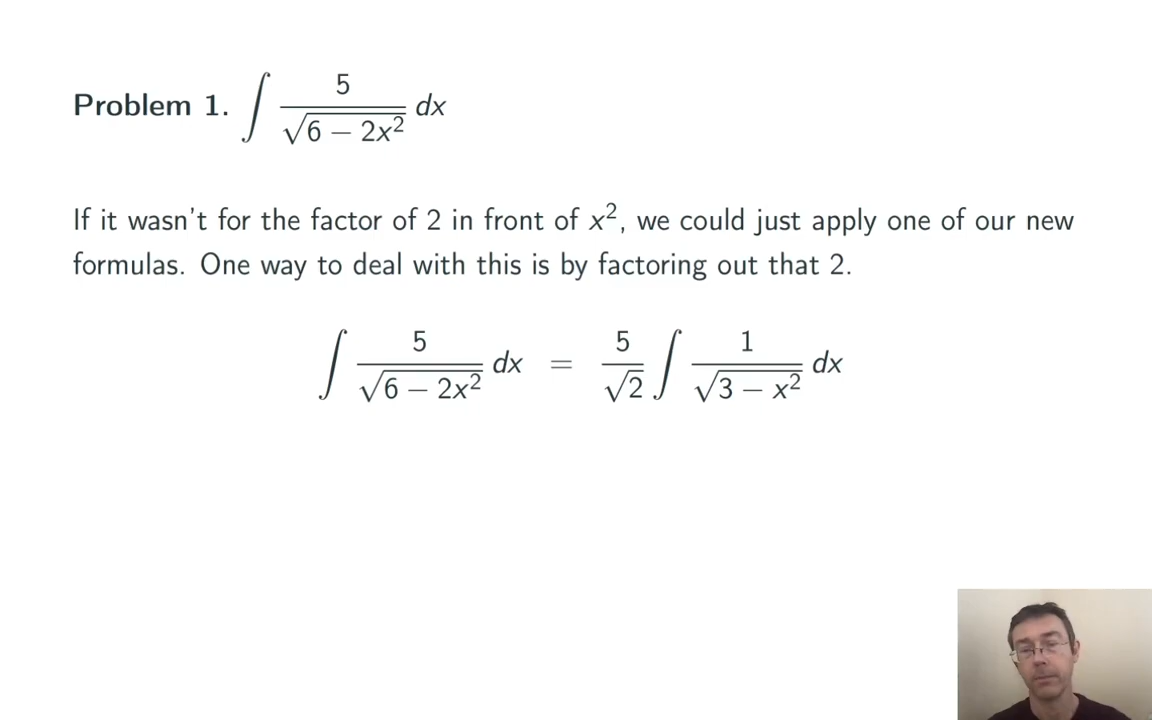 Problem 1. ∫ 5/√(6 − 2x²) dx
If it wasn't for the factor of 2 in front of x², we could just apply one of our new
formulas. One way to deal with this is by factoring out that 2.
∫ 5/√(6 − 2x²) dx = 5/√2 ∫ 1/√(3 − x²) dx